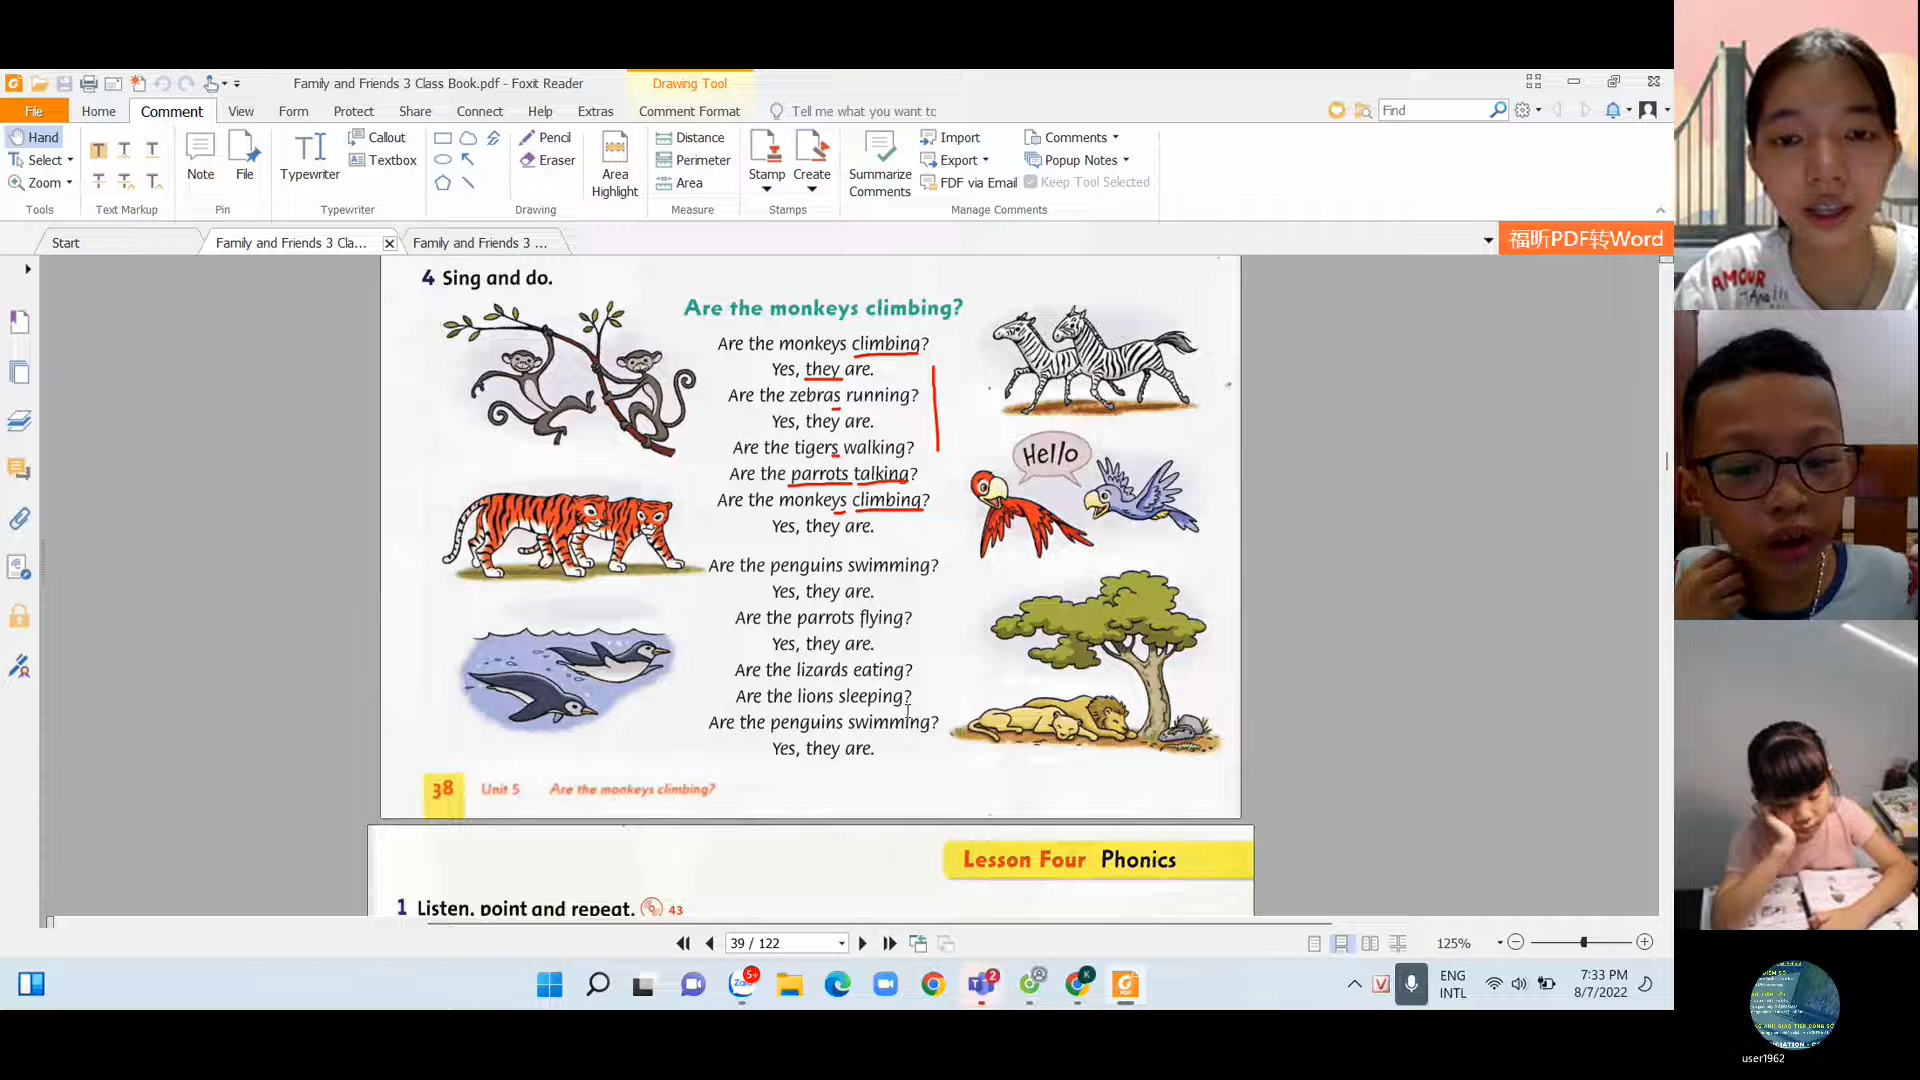 Family and Friends 3 Class Book.pdf - Foxit Reader
Drawing Tool
File
Home
Comment
View
Form
Protect
Share
Connect
Help
Extras
Comment Format
Tell me what you want to
Find
Hand
Select
Zoom
Tools
Text Markup
Note
File
Pin
Typewriter
Callout
Textbox
Typewriter
Pencil
Eraser
Drawing
Area
Highlight
Distance
Perimeter
Area
Measure
Stamp
Create
Stamps
Summarize
Comments
Import
Export
FDF via Email
Comments
Popup Notes
Keep Tool Selected
Manage Comments
Start
Family and Friends 3 Cla...
Family and Friends 3 ...
福昕PDF转Word
4 Sing and do.
Are the monkeys climbing?
Are the monkeys climbing?
Yes, they are.
Are the zebras running?
Yes, they are.
Are the tigers walking?
Are the parrots talking?
Are the monkeys climbing?
Yes, they are.
Hello
Are the penguins swimming?
Yes, they are.
Are the parrots flying?
Yes, they are.
Are the lizards eating?
Are the lions sleeping?
Are the penguins swimming?
Yes, they are.
38 Unit 5 Are the monkeys climbing?
Lesson Four Phonics
1 Listen, point and repeat. 43
39 / 122
125%
5+
Zalo
2
K
ENG
INTL
7:33 PM
8/7/2022
AMOUR
user1962